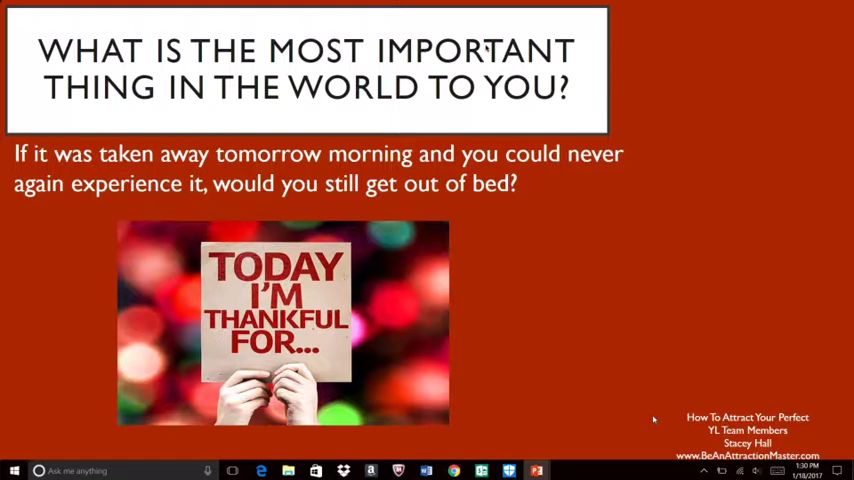 WHAT IS THE MOST IMPORTANT
THING IN THE WORLD TO YOU?
If it was taken away tomorrow morning and you could never
again experience it, would you still get out of bed?
TODAY
I'M
THANKFUL
FOR...
How To Attract Your Perfect
YL Team Members
Stacey Hall
www.BeAnAttractionMaster.com
Ask me anything
1:30 PM
1/18/2017